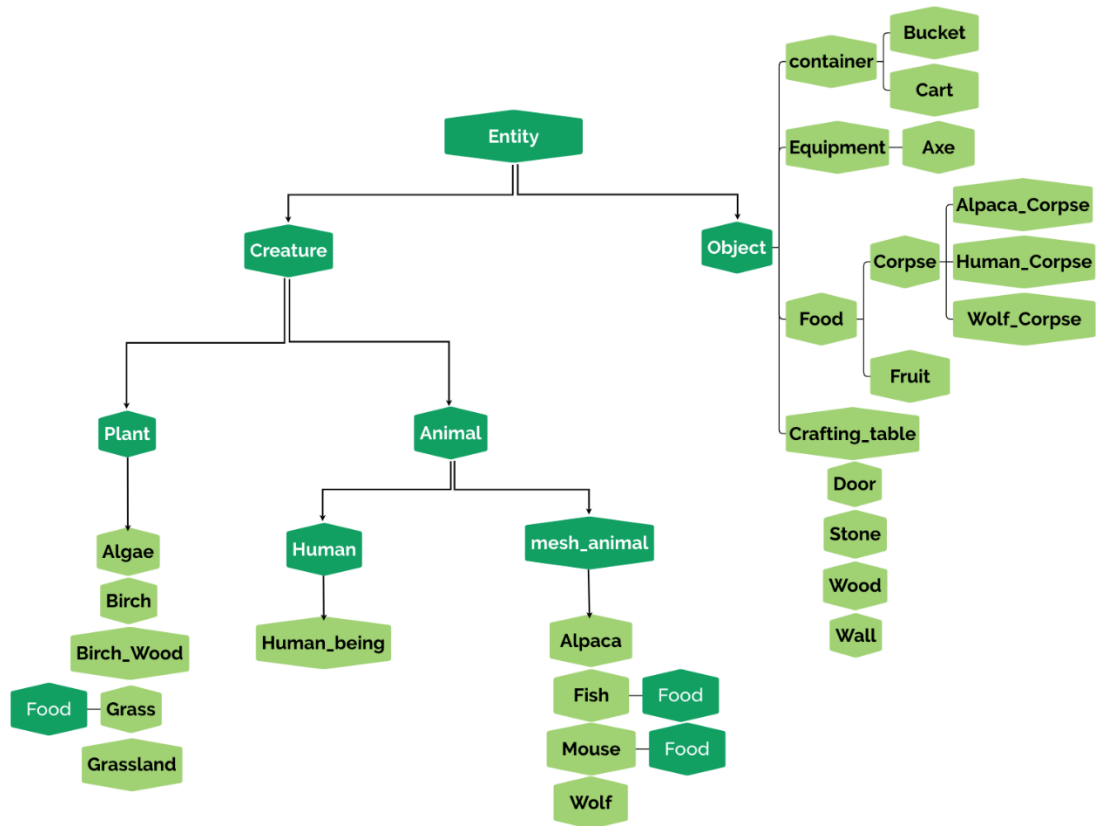 Entity
Creature
Object
Plant
Animal
Algae
Birch
Birch_Wood
Food
Grass
Grassland
Human
Human_being
mesh_animal
Alpaca
Fish
Food
Mouse
Food
Wolf
container
Bucket
Cart
Equipment
Axe
Food
Corpse
Alpaca_Corpse
Human_Corpse
Wolf_Corpse
Fruit
Crafting_table
Door
Stone
Wood
Wall